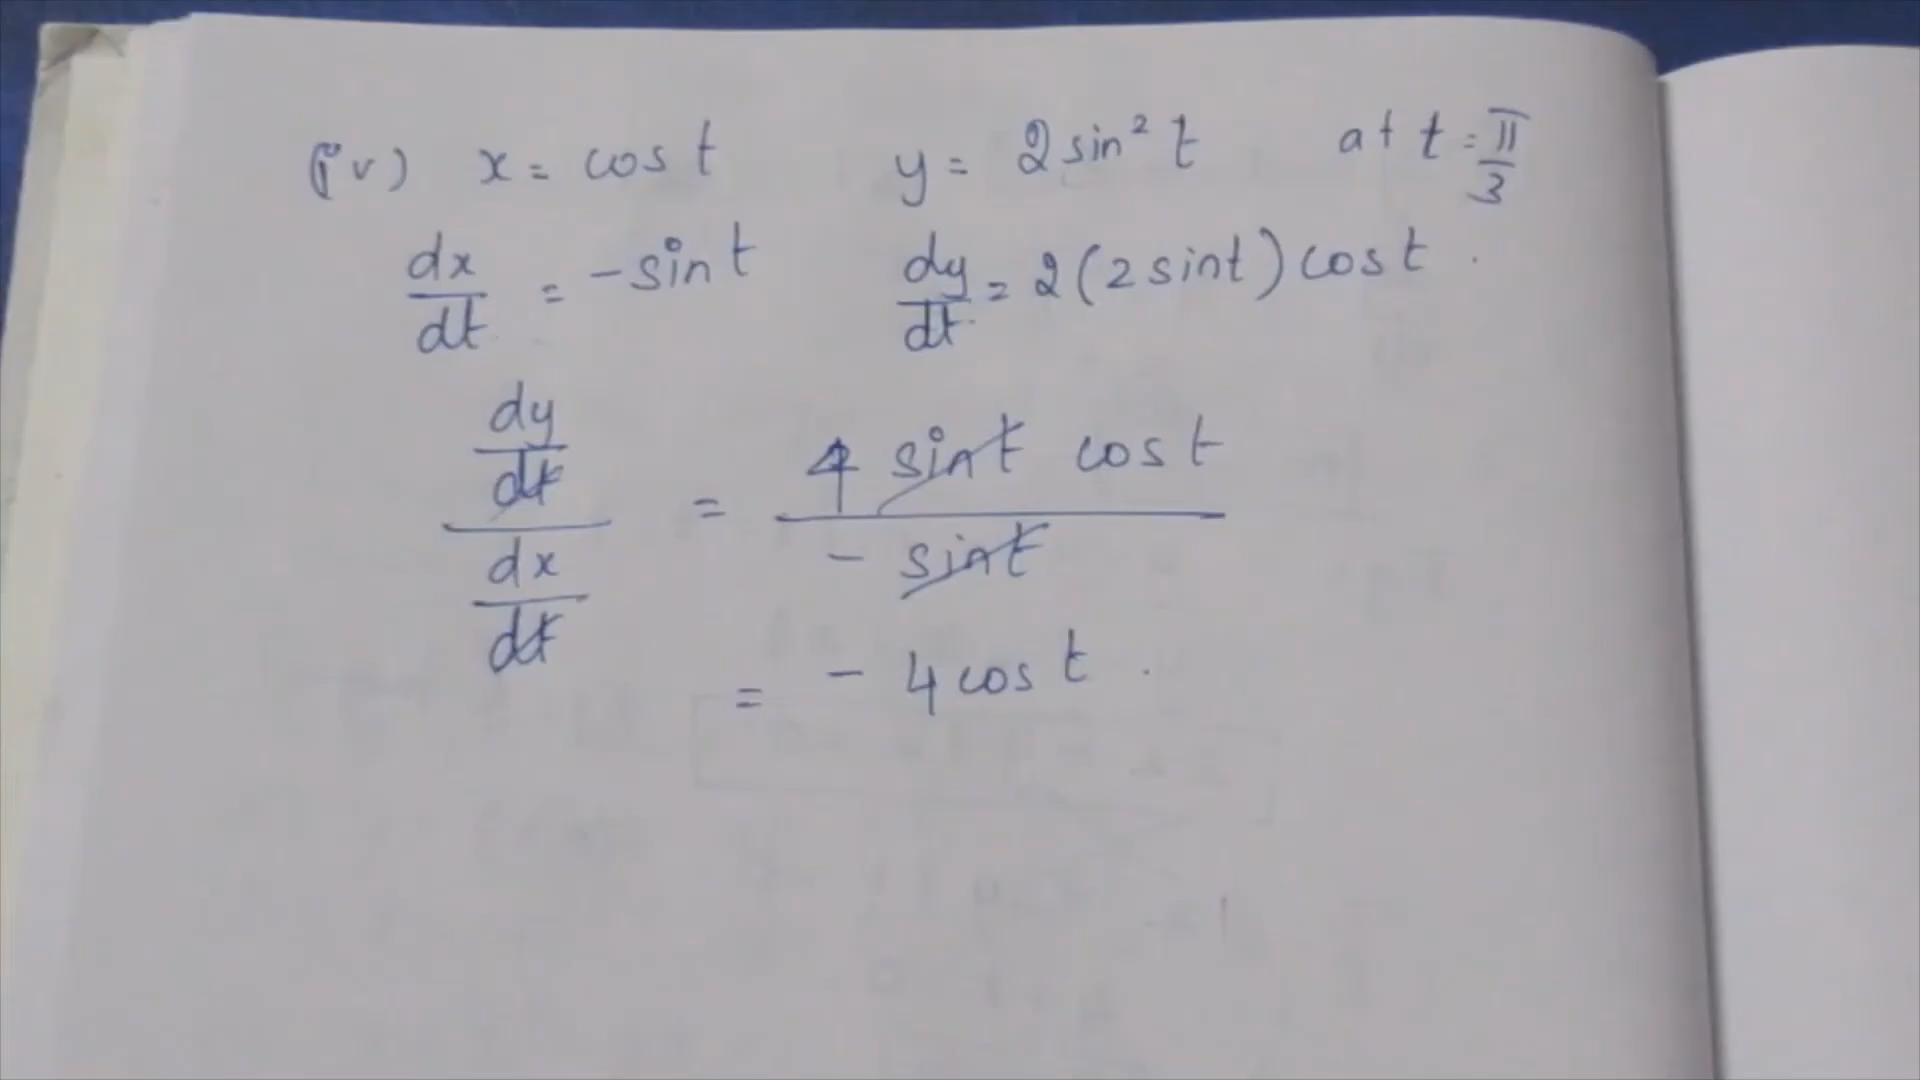 (iv) x = cos t y = 2 sin² t at t = π/3
dx/dt = - sin t dy/dt = 2 (2 sin t) cos t .
dy/dt / dx/dt = 4 sin t cos t / - sin t
= - 4 cos t .